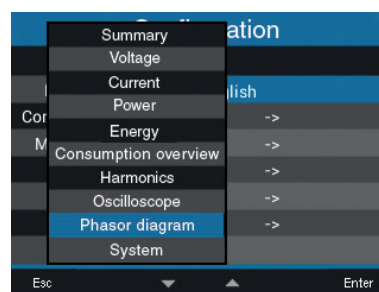 ation
Summary
Voltage
Current
lish
Power
Cor ->
Energy
M ->
Consumption overview
Harmonics ->
Oscilloscope ->
Phasor diagram ->
System
Esc Enter